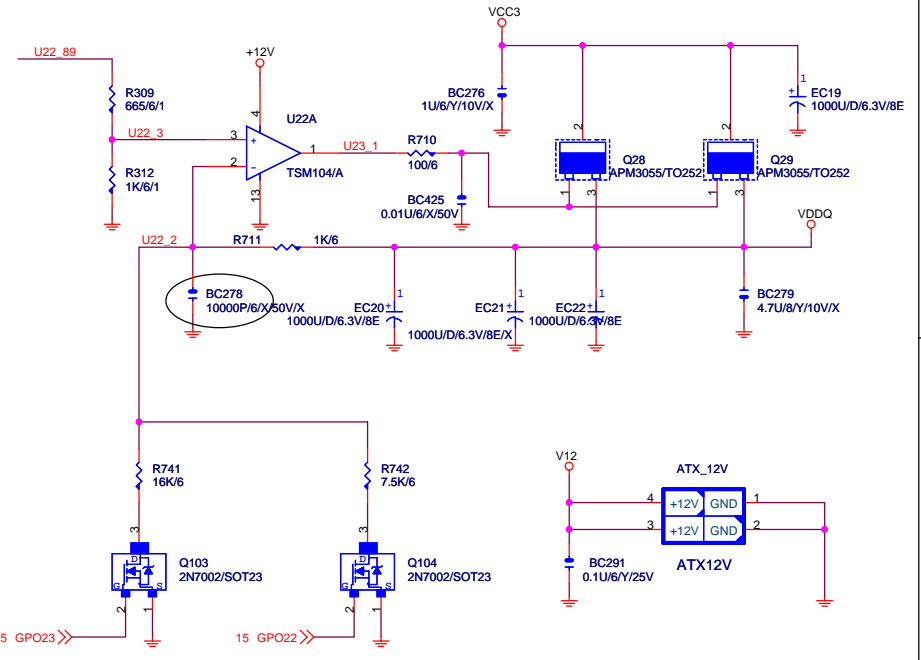 VCC3
U22_89
+12V
R309
665/6/1
BC276
1U/6/Y/10V/X
1
+
EC19
1000U/D/6.3V/8E
4
U22A
2
2
U22_3
3
+
2
-
1
U23_1
R710
100/6
Q28
APM3055/TO252
Q29
APM3055/TO252
R312
1K/6/1
TSM104/A
13
BC425
0.01U/6/X/50V
1
3
1
3
VDDQ
U22_2
R711
1K/6
BC278
10000P/6/X/50V/X
1
EC20
+
1000U/D/6.3V/8E
1
EC21
+
1000U/D/6.3V/8E/X
1
EC22
+
1000U/D/6.3V/8E
BC279
4.7U/8/Y/10V/X
R741
16K/6
R742
7.5K/6
V12
ATX_12V
4
+12V
GND
1
3
+12V
GND
2
ATX12V
BC291
0.1U/6/Y/25V
3
D
G
S
Q103
2N7002/SOT23
2
1
3
D
G
S
Q104
2N7002/SOT23
2
1
5 GPO23
15 GPO22